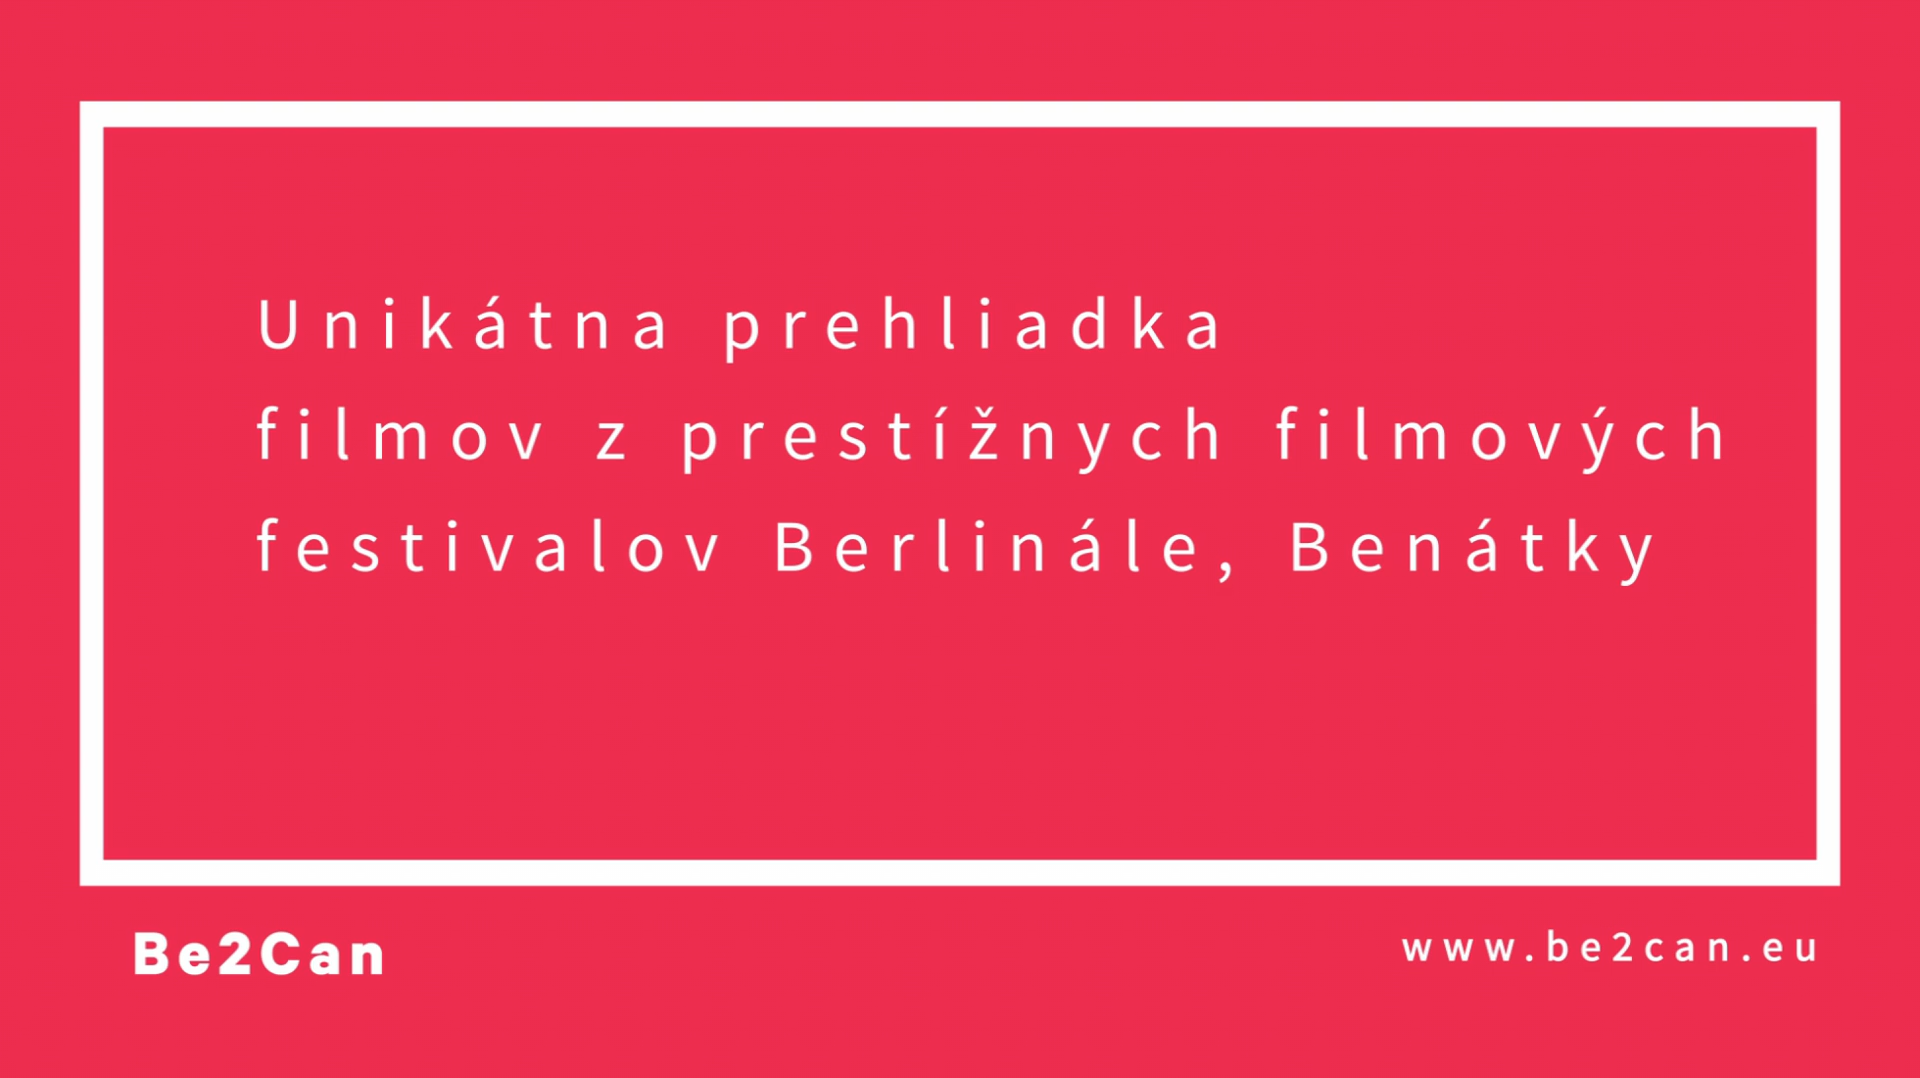 Unikátna prehliadka
filmov z prestížnych filmových
festivalov Berlinále, Benátky
Be2Can
www.be2can.eu